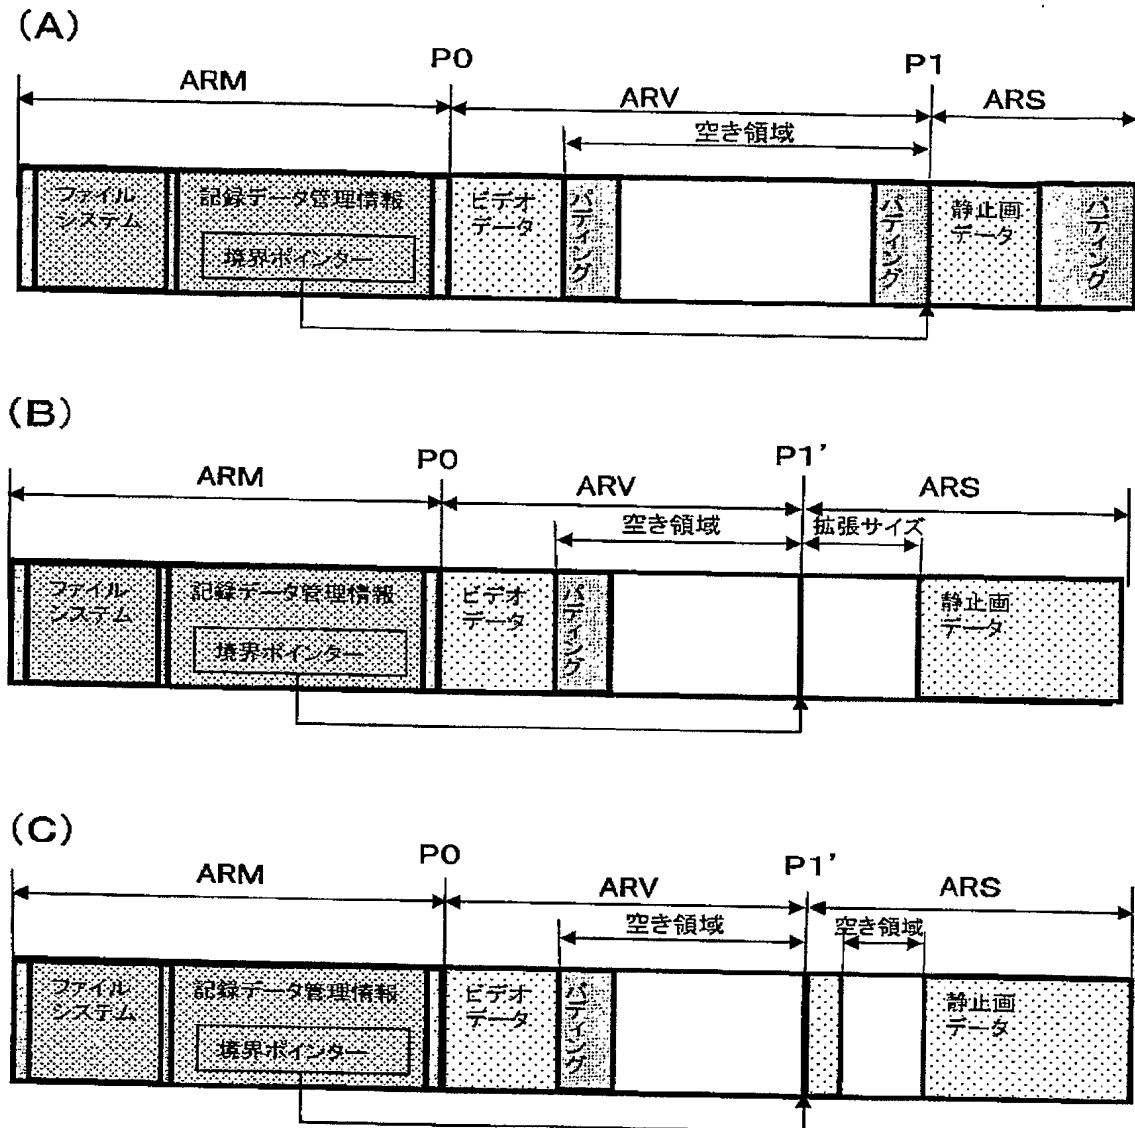 (A)
P0
P1
ARM
ARV
ARS
空き領域
ファイル
システム
記録データ管理情報
境界ポインター
ビデオ
データ
パディング
パディング
静止画
データ
パディング
(B)
P0
P1’
ARM
ARV
ARS
空き領域
拡張サイズ
ファイル
システム
記録データ管理情報
境界ポインター
ビデオ
データ
パディング
静止画
データ
(C)
P0
P1’
ARM
ARV
ARS
空き領域
空き領域
ファイル
システム
記録データ管理情報
境界ポインター
ビデオ
データ
パディング
静止画
データ